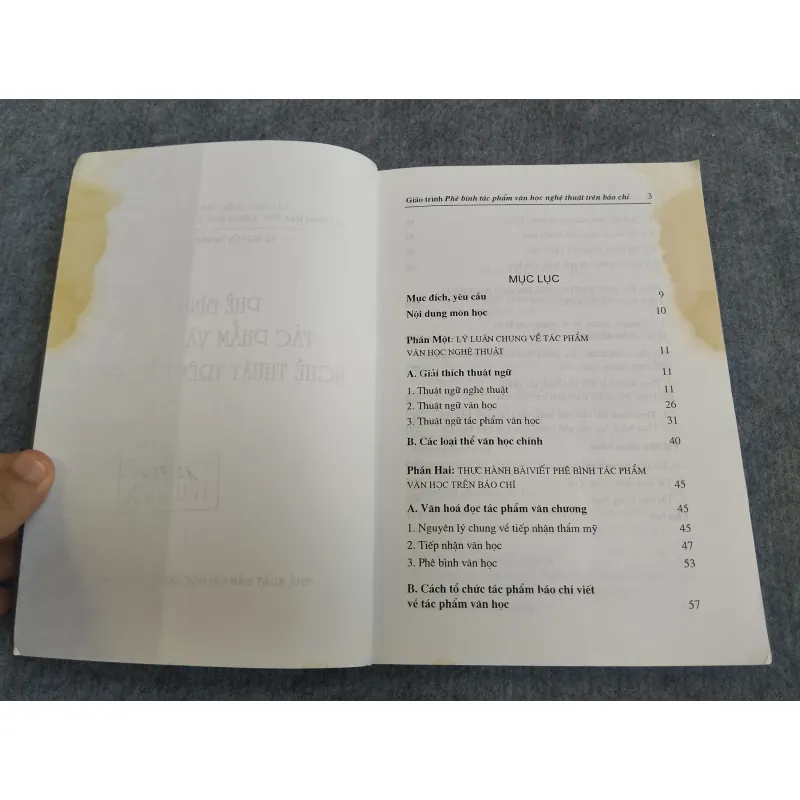 Giáo trình Phê bình tác phẩm văn học nghệ thuật trên báo chí 3
MỤC LỤC
Mục đích, yêu cầu 9
Nội dung môn học 10
Phần Một: LÝ LUẬN CHUNG VỀ TÁC PHẨM
VĂN HỌC NGHỆ THUẬT 11
A. Giải thích thuật ngữ 11
1. Thuật ngữ nghệ thuật 11
2. Thuật ngữ văn học 26
3. Thuật ngữ tác phẩm văn học 31
B. Các loại thể văn học chính 40
Phần Hai: THỰC HÀNH BÀI VIẾT PHÊ BÌNH TÁC PHẨM
VĂN HỌC TRÊN BÁO CHÍ 45
A. Văn hoá đọc tác phẩm văn chương 45
1. Nguyên lý chung về tiếp nhận thẩm mỹ 45
2. Tiếp nhận văn học 47
3. Phê bình văn học 53
B. Cách tổ chức tác phẩm báo chí viết
về tác phẩm văn học 57